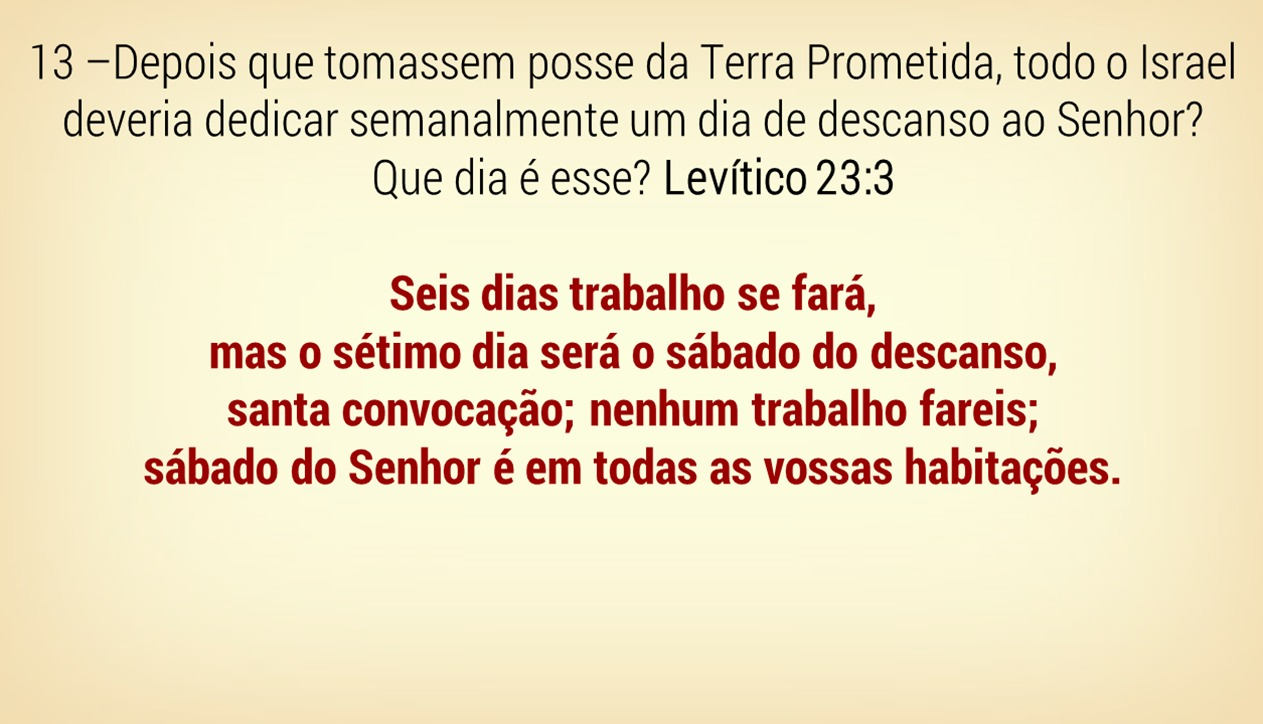 13 –Depois que tomassem posse da Terra Prometida, todo o Israel
deveria dedicar semanalmente um dia de descanso ao Senhor?
Que dia é esse? Levítico 23:3
Seis dias trabalho se fará,
mas o sétimo dia será o sábado do descanso,
santa convocação; nenhum trabalho fareis;
sábado do Senhor é em todas as vossas habitações.